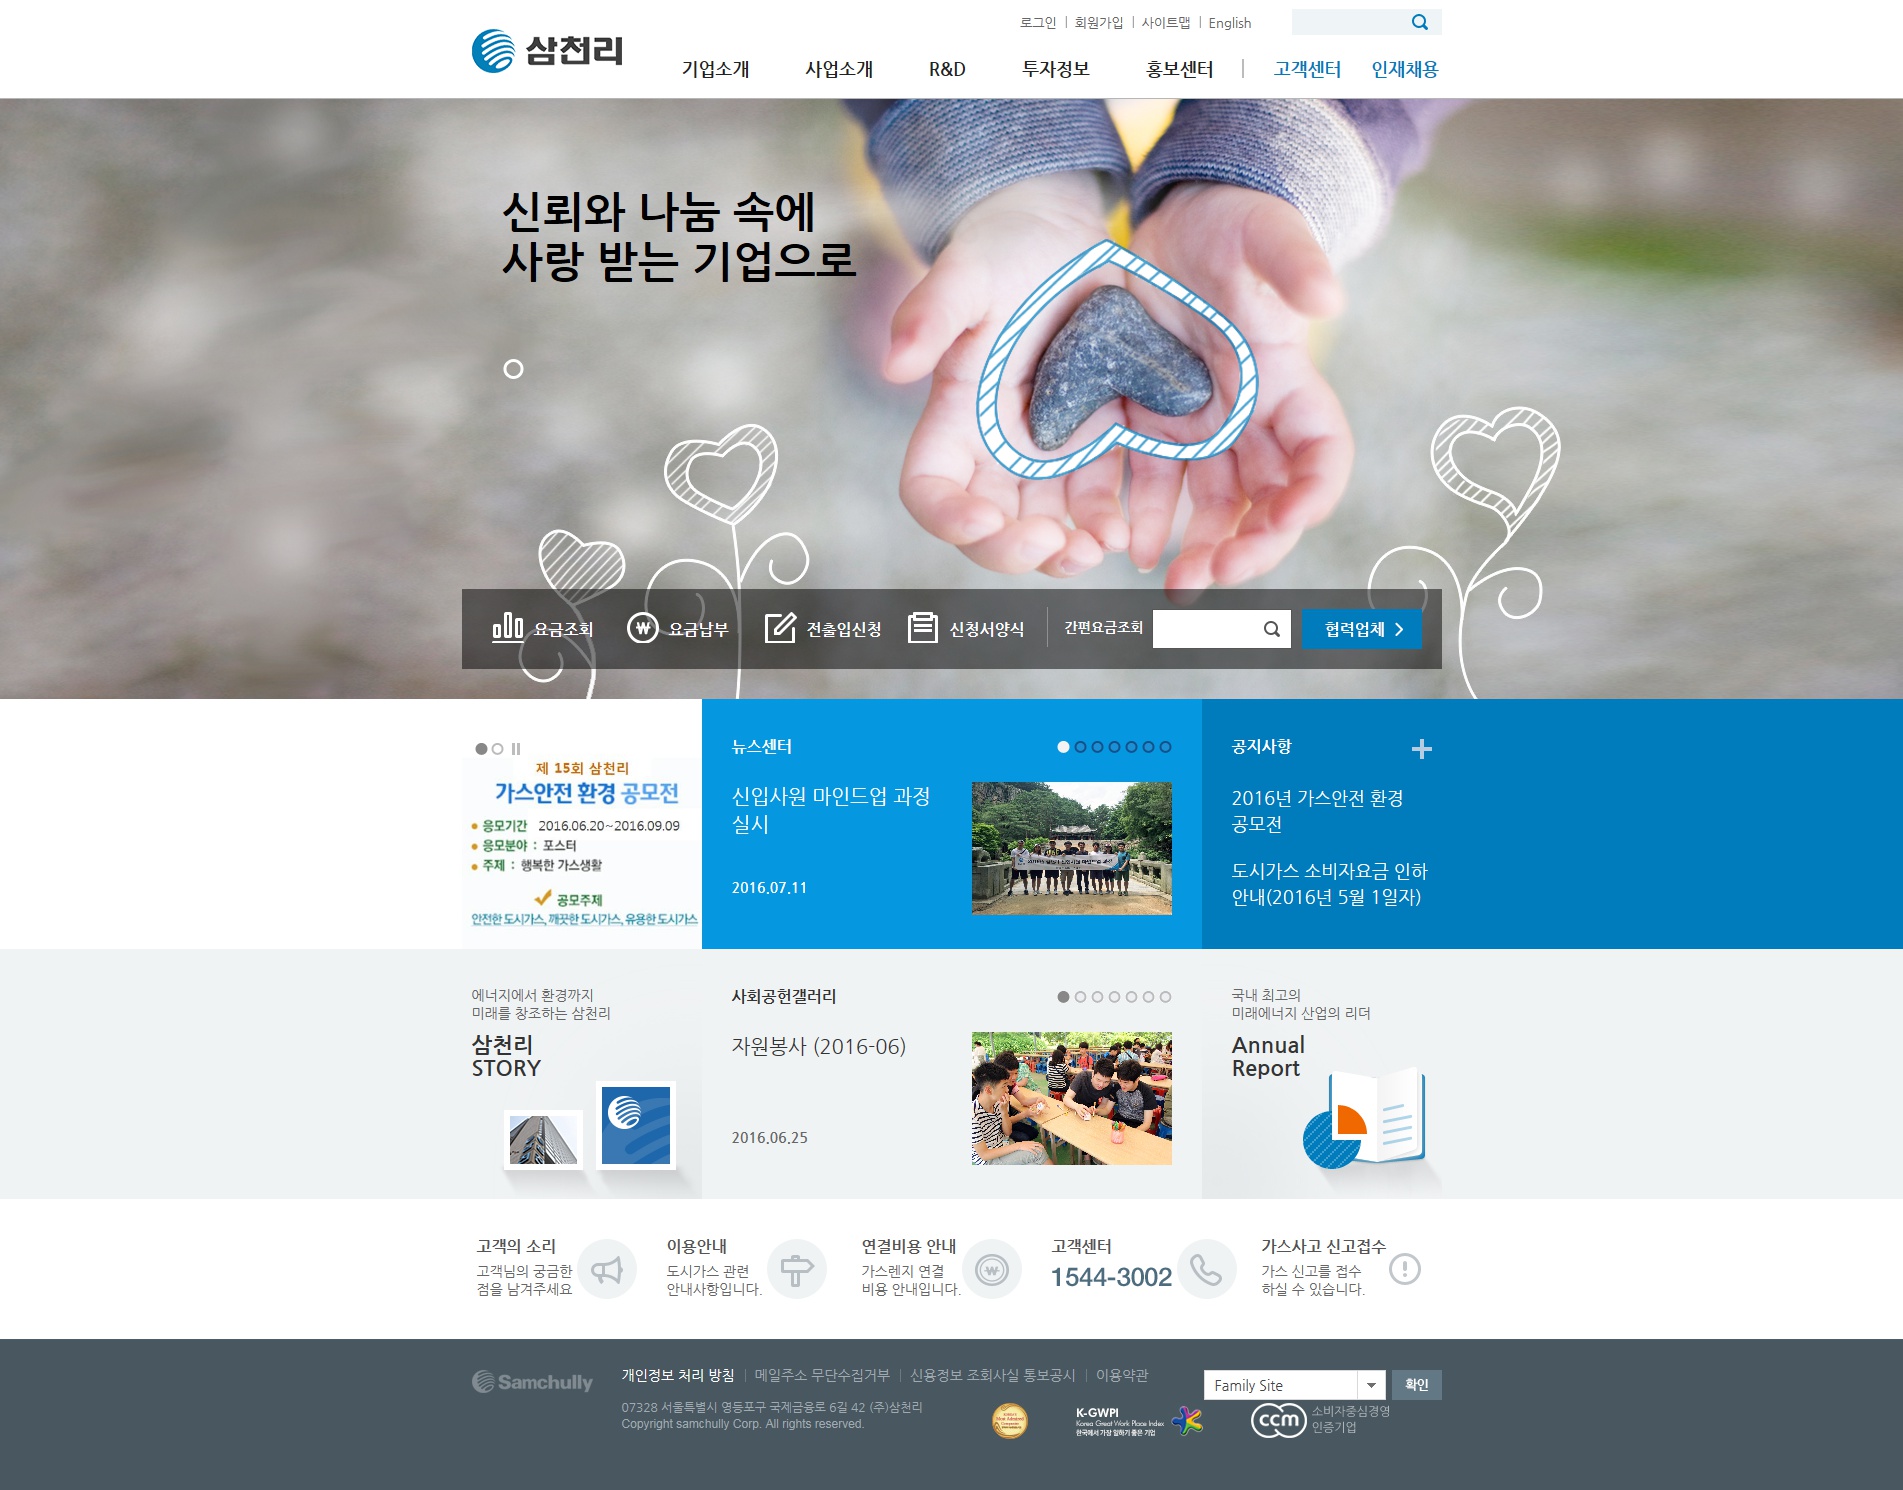 로그인 | 회원가입 | 사이트맵 | English
삼천리
기업소개 사업소개 R&D 투자정보 홍보센터 | 고객센터 인재채용
신뢰와 나눔 속에
사랑 받는 기업으로
요금조회 요금납부 전출입신청 신청서양식 간편요금조회 협력업체
제 15회 삼천리
가스안전 환경 공모전
응모기간 2016.06.20~2016.09.09
응모분야 : 포스터
주제 : 행복한 가스생활
공모주제
안전한 도시가스, 깨끗한 도시가스, 유용한 도시가스
뉴스센터
신입사원 마인드업 과정
실시
2016.07.11
공지사항
2016년 가스안전 환경
공모전
도시가스 소비자요금 인하
안내(2016년 5월 1일자)
에너지에서 환경까지
미래를 창조하는 삼천리
삼천리
STORY
사회공헌갤러리
자원봉사 (2016-06)
2016.06.25
국내 최고의
미래에너지 산업의 리더
Annual
Report
고객의 소리
고객님의 궁금한
점을 남겨주세요
이용안내
도시가스 관련
안내사항입니다.
연결비용 안내
가스렌지 연결
비용 안내입니다.
고객센터
1544-3002
가스사고 신고접수
가스 신고를 접수
하실 수 있습니다.
Samchully
개인정보 처리 방침 | 메일주소 무단수집거부 | 신용정보 조회사실 통보공시 | 이용약관
07328 서울특별시 영등포구 국제금융로 6길 42 (주)삼천리
Copyright samchully Corp. All rights reserved.
K-GWPI
Korea Great Work Place Index
한국에서 가장 일하기 좋은 기업
Family Site 확인
ccm 소비자중심경영
인증기업